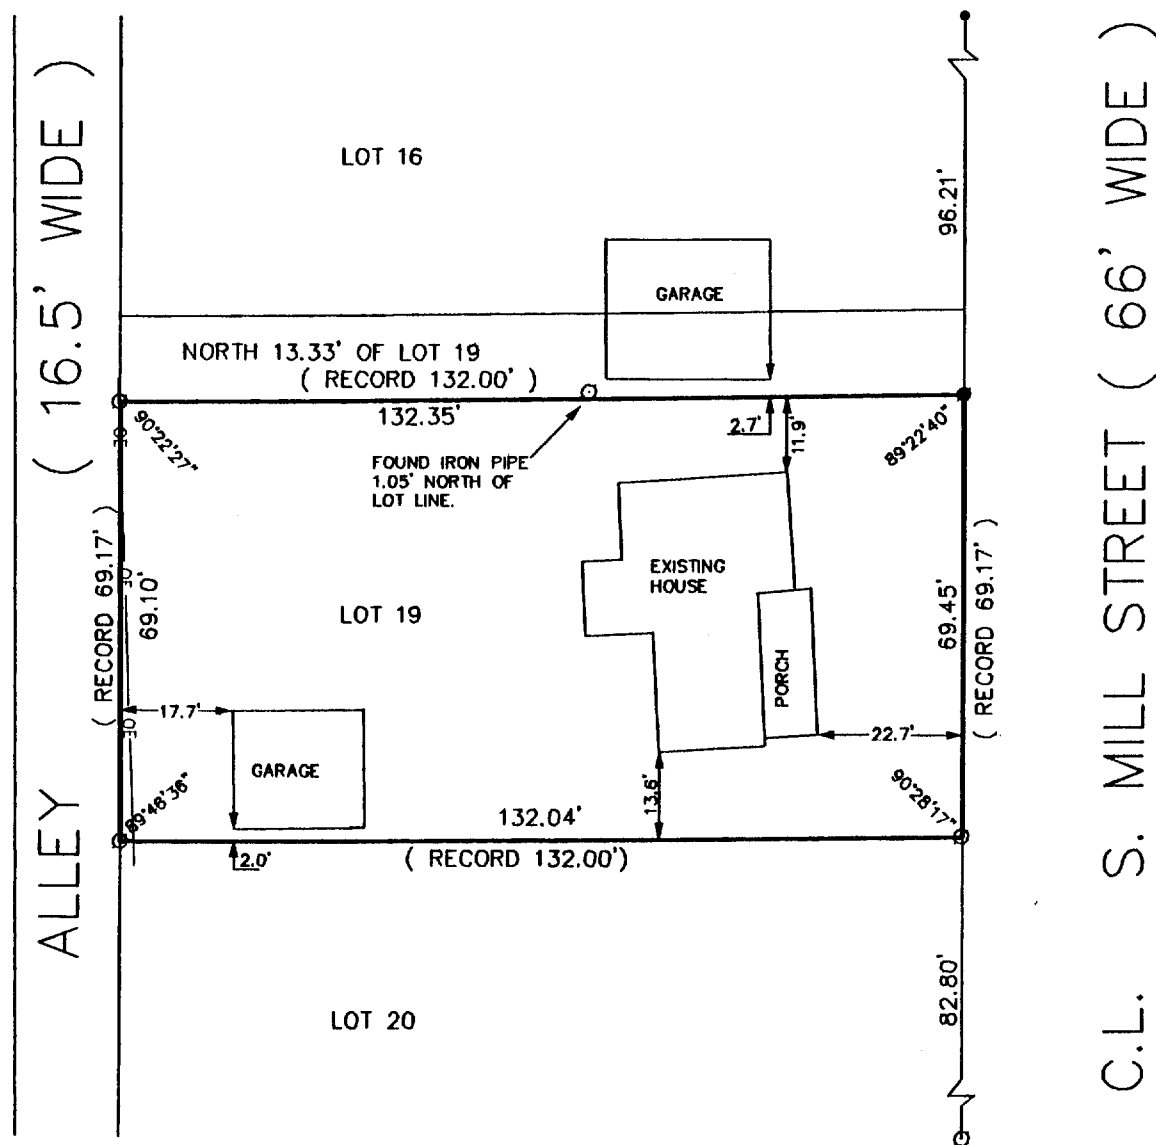 ALLEY ( 16.5' WIDE )
LOT 16
96.21'
C.L. S. MILL STREET ( 66' WIDE )
GARAGE
NORTH 13.33' OF LOT 19
( RECORD 132.00' )
132.35'
90°22'27"
OE
FOUND IRON PIPE
1.05' NORTH OF
LOT LINE.
2.7'
11.9'
89°22'40"
( RECORD 69.17' )
69.10'
OE
LOT 19
EXISTING
HOUSE
PORCH
69.45'
( RECORD 69.17' )
17.7'
OE
22.7'
GARAGE
13.6'
90°28'17"
89°46'36"
132.04'
( RECORD 132.00')
2.0'
LOT 20
82.80'